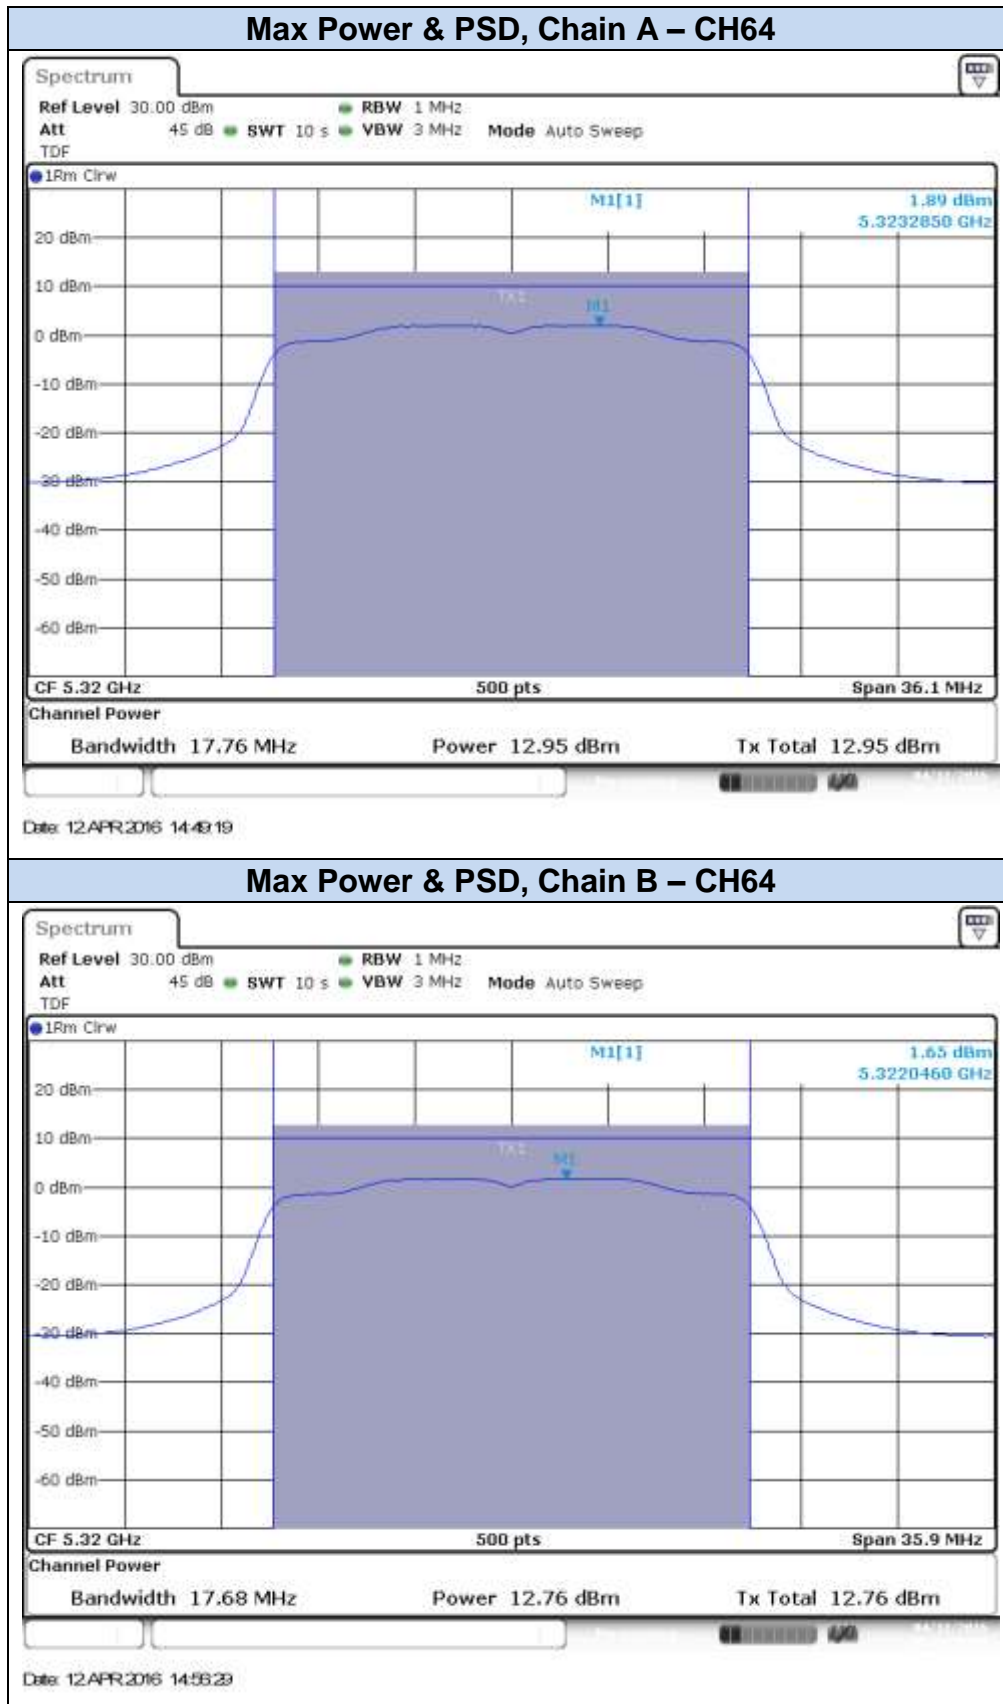 Max Power & PSD, Chain A – CH64
Spectrum
Ref Level 30.00 dBm RBW 1 MHz
Att 45 dB SWT 10 s VBW 3 MHz Mode Auto Sweep
TDF
1Rm Clrw
M1[1] 1.89 dBm
5.3232850 GHz
20 dBm
10 dBm
TX1
M1
0 dBm
-10 dBm
-20 dBm
-30 dBm
-40 dBm
-50 dBm
-60 dBm
CF 5.32 GHz 500 pts Span 36.1 MHz
Channel Power
Bandwidth 17.76 MHz Power 12.95 dBm Tx Total 12.95 dBm
Date: 12.APR.2016 14:49:19
Max Power & PSD, Chain B – CH64
Spectrum
Ref Level 30.00 dBm RBW 1 MHz
Att 45 dB SWT 10 s VBW 3 MHz Mode Auto Sweep
TDF
1Rm Clrw
M1[1] 1.65 dBm
5.3220460 GHz
20 dBm
10 dBm
TX1
M1
0 dBm
-10 dBm
-20 dBm
-30 dBm
-40 dBm
-50 dBm
-60 dBm
CF 5.32 GHz 500 pts Span 35.9 MHz
Channel Power
Bandwidth 17.68 MHz Power 12.76 dBm Tx Total 12.76 dBm
Date: 12.APR.2016 14:56:29